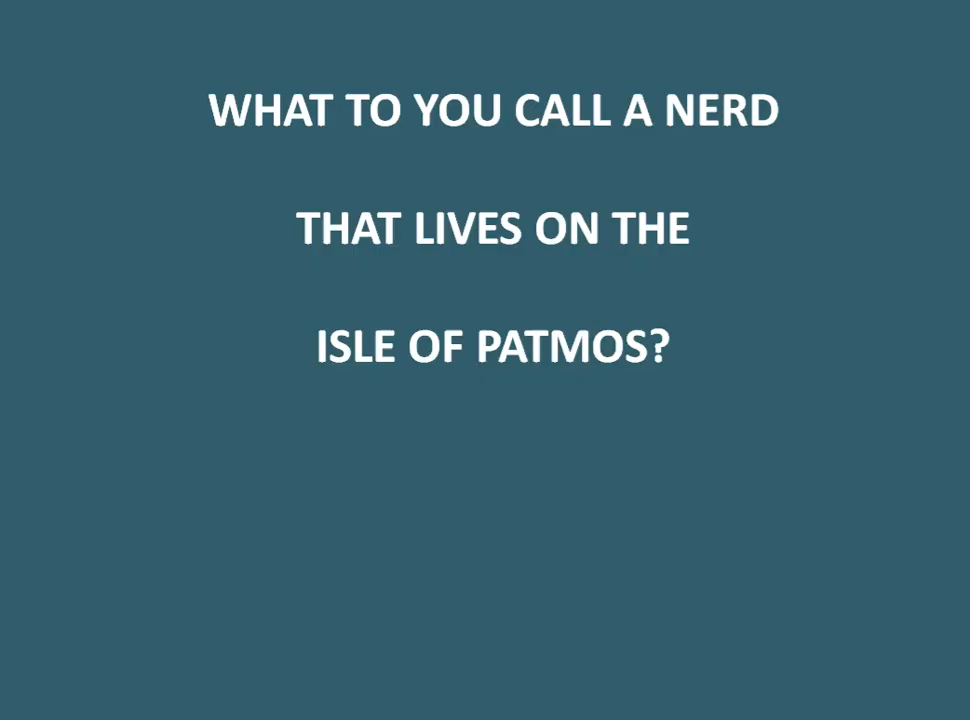 WHAT TO YOU CALL A NERD
THAT LIVES ON THE
ISLE OF PATMOS?